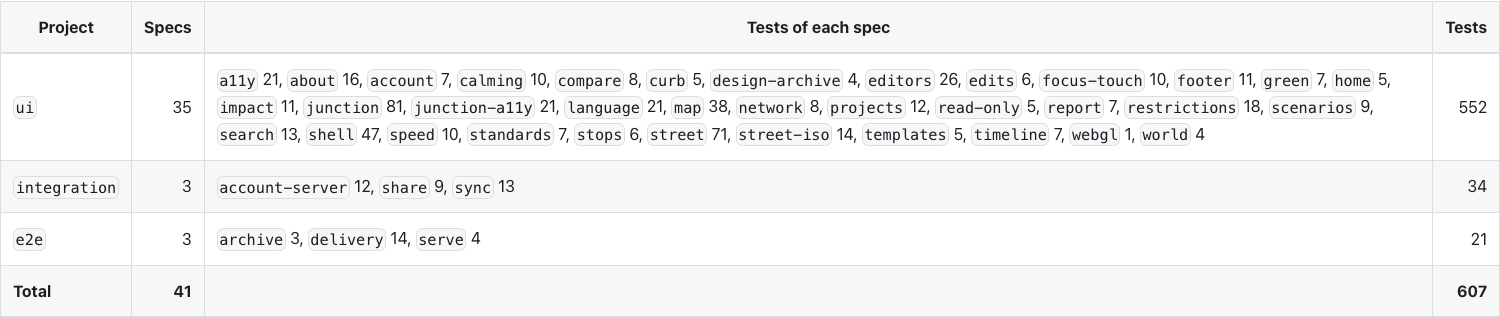 Project Specs Tests of each spec Tests
a11y 21, about 16, account 7, calming 10, compare 8, curb 5, design-archive 4, editors 26, edits 6, focus-touch 10, footer 11, green 7, home 5,
ui 35 impact 11, junction 81, junction-a11y 21, language 21, map 38, network 8, projects 12, read-only 5, report 7, restrictions 18, scenarios 9, 552
search 13, shell 47, speed 10, standards 7, stops 6, street 71, street-iso 14, templates 5, timeline 7, webgl 1, world 4
integration 3 account-server 12, share 9, sync 13 34
e2e 3 archive 3, delivery 14, serve 4 21
Total 41 607